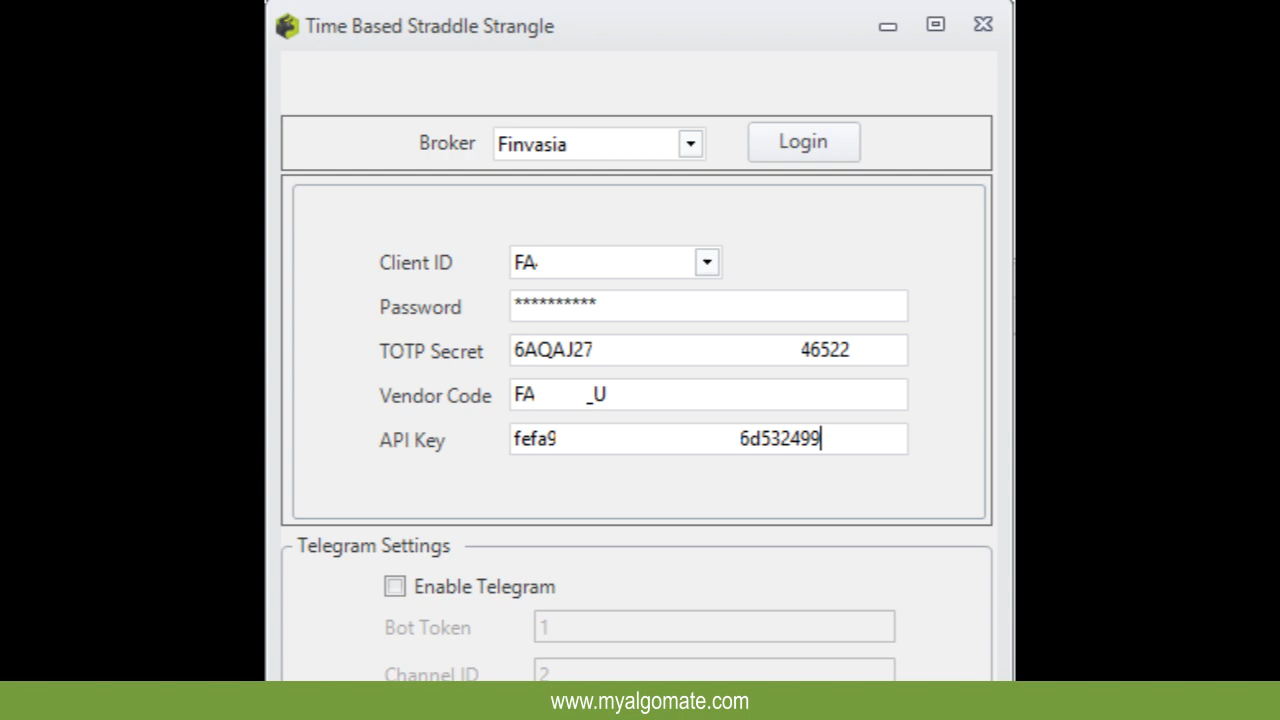 Time Based Straddle Strangle
Broker Finvasia Login
Client ID FA
Password **********
TOTP Secret 6AQAJ27 46522
Vendor Code FA _U
API Key fefa9 6d532499
Telegram Settings
Enable Telegram
Bot Token 1
Channel ID 2
www.myalgomate.com